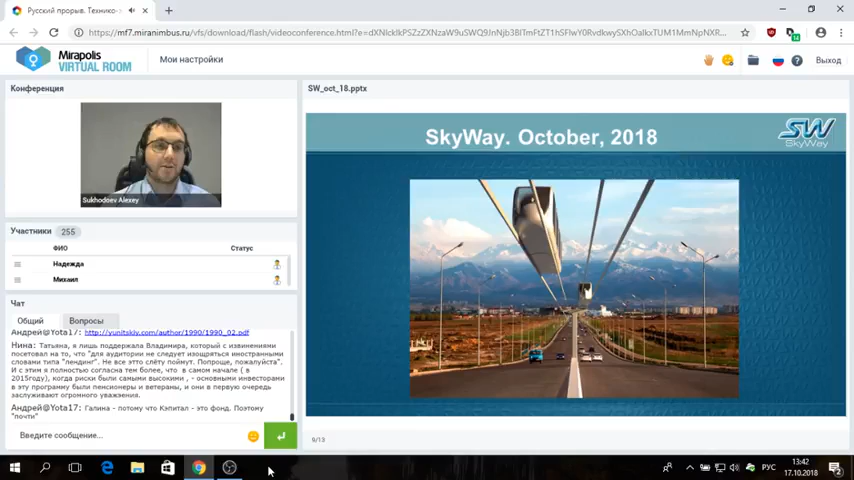 Русский прорыв. Технико-
https://mf7.miranimbus.ru/vfs/download/flash/videoconference.html?e=
Mirapolis
VIRTUAL ROOM
Мои настройки
Выход
Конференция
Sukhodoev Alexey
SW_oct_18.pptx
SkyWay. October, 2018
SW
SkyWay
Участники 255
ФИО Статус
Надежда
Михаил
Чат
Общий Вопросы
Андрей@Yota17: http://yunitskiy.com/author/1990/1990_02.pdf
Нина: Татьяна, я лишь поддержала Владимира, который с извинениями
посетовал на то, что "для аудитории не следует изощряться иностранными
словами типа "лендинг". Не все этто слёту поймут. Попроще, пожалуйста".
И с этим я полностью согласна тем более, что в самом начале ( в
2015году), когда риски были самыми высокими , - основными инвесторами
в эту программу были пенсионеры и ветераны, и они в первую очередь
заслуживают огромного уважения.
Андрей@Yota17: Галина - потому что Кэпитал - это фонд. Поэтому
"почти"
Введите сообщение...
9/13
РУС
13:42
17.10.2018
2